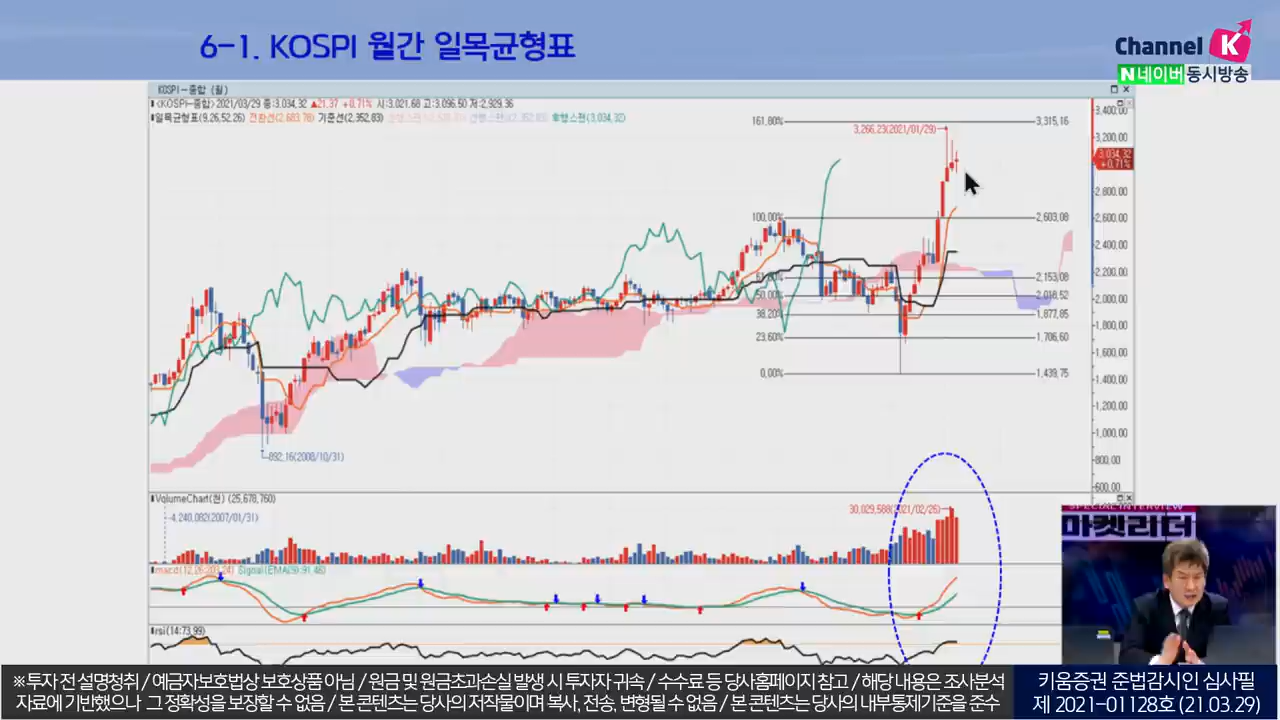 6-1. KOSPI 월간 일목균형표
Channel K
N 네이버 동시방송
KOSPI-종합 (월)
<KOSPI-종합> 2021/03/29 종:3,034.32 ▲21.37 +0.71% 시:3,021.68 고:3,096.50 저:2,929.36
일목균형표(9,26,52,26) 전환선(2,683.78) 기준선(2,352.83) 후행스팬(3,034.32)
161.80% 3,315.16
3,266.23(2021/01/29)
100.00% 2,603.08
2,153.08
50.00%
38.20% 1,877.85
23.60% 1,706.60
0.00% 1,439.75
892.16(2008/10/31)
3,400.00
3,200.00
3,034.32
+0.71%
2,800.00
2,600.00
2,400.00
2,200.00
2,000.00
1,800.00
1,600.00
1,400.00
1,200.00
1,000.00
800.00
600.00
VolumeChart(천) (25,678,760)
4,240,082(2007/01/31)
30,029,588(2021/02/26)
rsi(14:73.99)
SPECIAL INTERVIEW
마켓리더
※투자 전 설명청취 / 예금자보호법상 보호상품 아님 / 원금 및 원금초과손실 발생 시 투자자 귀속 / 수수료 등 당사홈페이지 참고 / 해당 내용은 조사분석
자료에 기반했으나 그 정확성을 보장할 수 없음 / 본 콘텐츠는 당사의 저작물이며 복사, 전송, 변형될 수 없음 / 본 콘텐츠는 당사의 내부통제기준을 준수
키움증권 준법감시인 심사필
제 2021-01128호 (21.03.29)